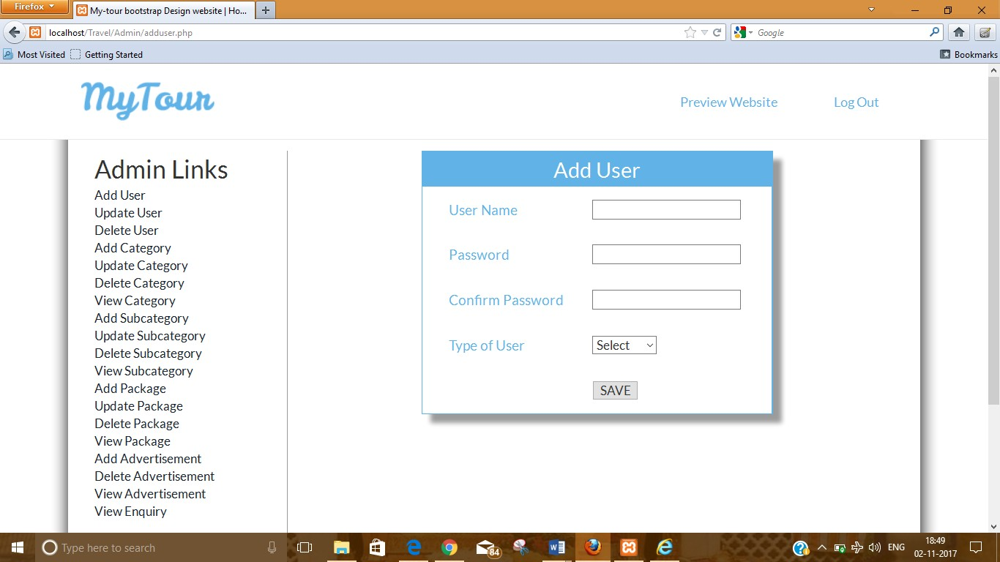 Firefox
My-tour bootstrap Design website | Ho...
localhost/Travel/Admin/adduser.php
Google
Most Visited
Getting Started
Bookmarks
MyTour
Preview Website
Log Out
Admin Links
Add User
Update User
Delete User
Add Category
Update Category
Delete Category
View Category
Add Subcategory
Update Subcategory
Delete Subcategory
View Subcategory
Add Package
Update Package
Delete Package
View Package
Add Advertisement
Delete Advertisement
View Advertisement
View Enquiry
Add User
User Name
Password
Confirm Password
Type of User
Select
SAVE
Type here to search
84
ENG
18:49
02-11-2017